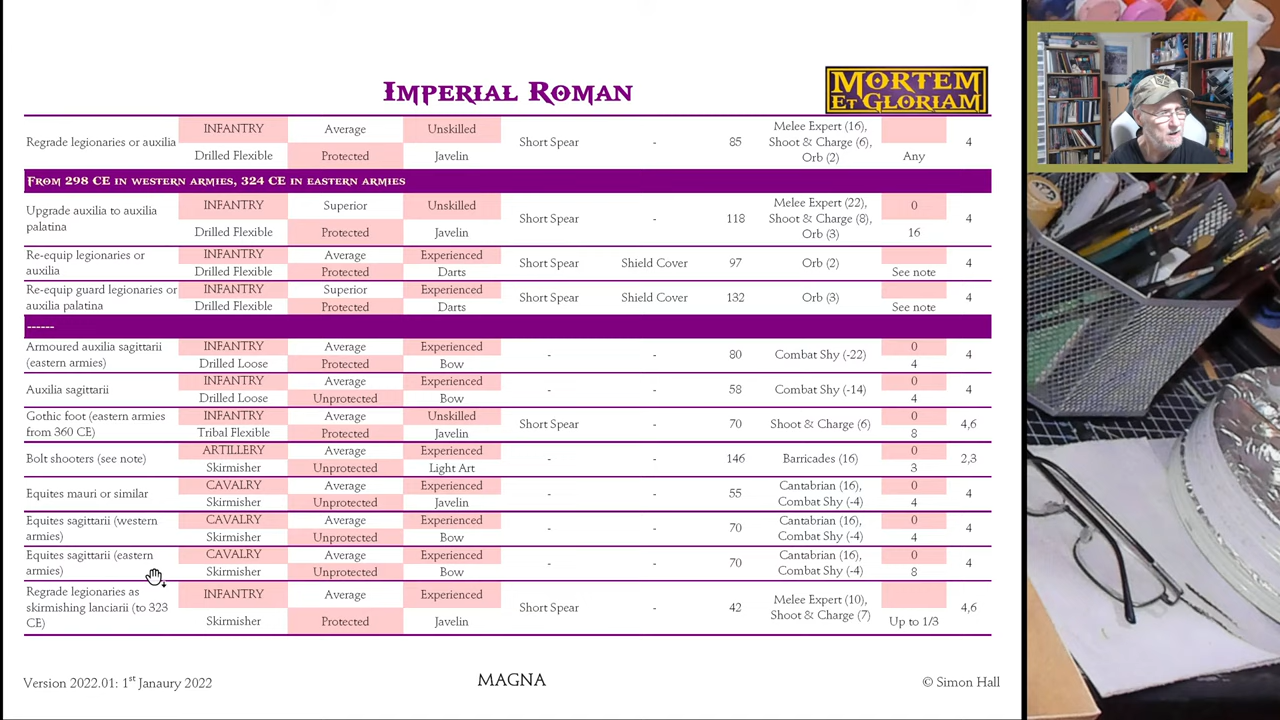 IMPERIAL ROMAN
MORTEM
ET GLORIAM
Regrade legionaries or auxilia INFANTRY Average Unskilled Short Spear - 85 Melee Expert (16), 4
Drilled Flexible Protected Javelin Shoot & Charge (6), Any
Orb (2)
FROM 298 CE IN WESTERN ARMIES, 324 CE IN EASTERN ARMIES
Upgrade auxilia to auxilia INFANTRY Superior Unskilled Short Spear - 118 Melee Expert (22), 0 4
palatina Drilled Flexible Protected Javelin Shoot & Charge (8), 16
Orb (3)
Re-equip legionaries or INFANTRY Average Experienced Short Spear Shield Cover 97 Orb (2) 4
auxilia Drilled Flexible Protected Darts See note
Re-equip guard legionaries or INFANTRY Superior Experienced Short Spear Shield Cover 132 Orb (3) 4
auxilia palatina Drilled Flexible Protected Darts See note
------
Armoured auxilia sagittarii INFANTRY Average Experienced - - 80 Combat Shy (-22) 0 4
(eastern armies) Drilled Loose Protected Bow 4
Auxilia sagittarii INFANTRY Average Experienced - - 58 Combat Shy (-14) 0 4
Drilled Loose Unprotected Bow 4
Gothic foot (eastern armies INFANTRY Average Unskilled Short Spear - 70 Shoot & Charge (6) 0 4,6
from 360 CE) Tribal Flexible Protected Javelin 8
Bolt shooters (see note) ARTILLERY Average Experienced - - 146 Barricades (16) 0 2,3
Skirmisher Unprotected Light Art 3
Equites mauri or similar CAVALRY Average Experienced - - 55 Cantabrian (16), 0 4
Skirmisher Unprotected Javelin Combat Shy (-4) 4
Equites sagittarii (western CAVALRY Average Experienced - - 70 Cantabrian (16), 0 4
armies) Skirmisher Unprotected Bow Combat Shy (-4) 4
Equites sagittarii (eastern CAVALRY Average Experienced - - 70 Cantabrian (16), 0 4
armies) Skirmisher Unprotected Bow Combat Shy (-4) 8
Regrade legionaries as INFANTRY Average Experienced Short Spear - 42 Melee Expert (10), 4,6
skirmishing lanciarii (to 323 Skirmisher Protected Javelin Shoot & Charge (7) Up to 1/3
CE)
Version 2022.01: 1st Janaury 2022 MAGNA © Simon Hall